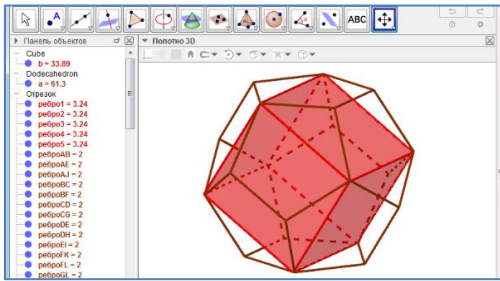 ABC
Панель объектов
Полотно 3D
Cube
b = 33.89
Dodecahedron
a = 61.3
Отрезок
ребро1 = 3.24
ребро2 = 3.24
ребро3 = 3.24
ребро4 = 3.24
ребро5 = 3.24
реброAB = 2
реброAE = 2
реброAJ = 2
реброBC = 2
реброBF = 2
реброCD = 2
реброCG = 2
реброDE = 2
реброDH = 2
реброEI = 2
реброFK = 2
реброFL = 2
реброGL = 2